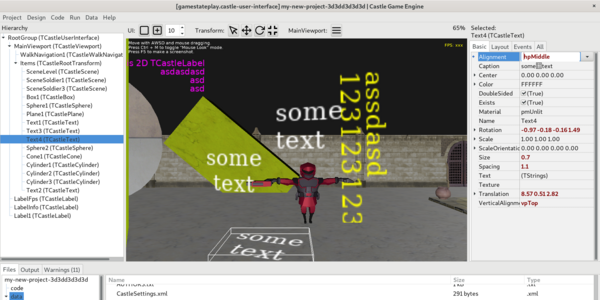 [gamestateplay.castle-user-interface] my-new-project-3d3dd3d3d3d | Castle Game Engine
Project Edit Code Run Data Help
Hierarchy
RootGroup (TCastleUserInterface)
MainViewport (TCastleViewport)
WalkNavigation1 (TCastleWalkNavigat
Items (TCastleRootTransform)
SceneLevel (TCastleScene)
SceneSoldier1 (TCastleScene)
SceneSoldier3 (TCastleScene)
Box1 (TCastleBox)
Sphere1 (TCastleSphere)
Plane1 (TCastlePlane)
Text1 (TCastleText)
Text3 (TCastleText)
Text4 (TCastleText)
Sphere2 (TCastleSphere)
Cone1 (TCastleCone)
Cylinder1 (TCastleCylinder)
Cylinder2 (TCastleCylinder)
Cylinder3 (TCastleCylinder)
Text2 (TCastleText)
LabelFps (TCastleLabel)
LabelInfo (TCastleLabel)
Label1 (TCastleLabel)
UI: 10 MainViewport: 65%
Move with AWSD and mouse dragging
Press Ctrl + M to toggle "Mouse Look" mode
Press F5 to make a screenshot
FPS: xxx
s 2D TCastleLabel
asdasdasd
asd
asd
some
text
some
text
some
text
asdasd
123123123
Selected:
Text4 (TCastleText)
Basic Layout Events All
Alignment hpMiddle
Caption some text
Center 0.00 0.00 0.00
Color FFFFFF
DoubleSided (True)
Exists (True)
Material pmUnlit
Name Text4
Rotation -0.97 -0.18 -0.16 1.49
Scale 1.00 1.00 1.00
ScaleOrientatic 0.00 0.00 0.00 0.00
Size 0.7
Spacing 1.1
Text (TStrings)
Texture
Translation 8.57 0.51 2.82
VerticalAlignm vpTop
Files Output Warnings (11)
my-new-project-3d3dd3d3d3d
code
data
CastleSettings.xml 291 bytes .xml